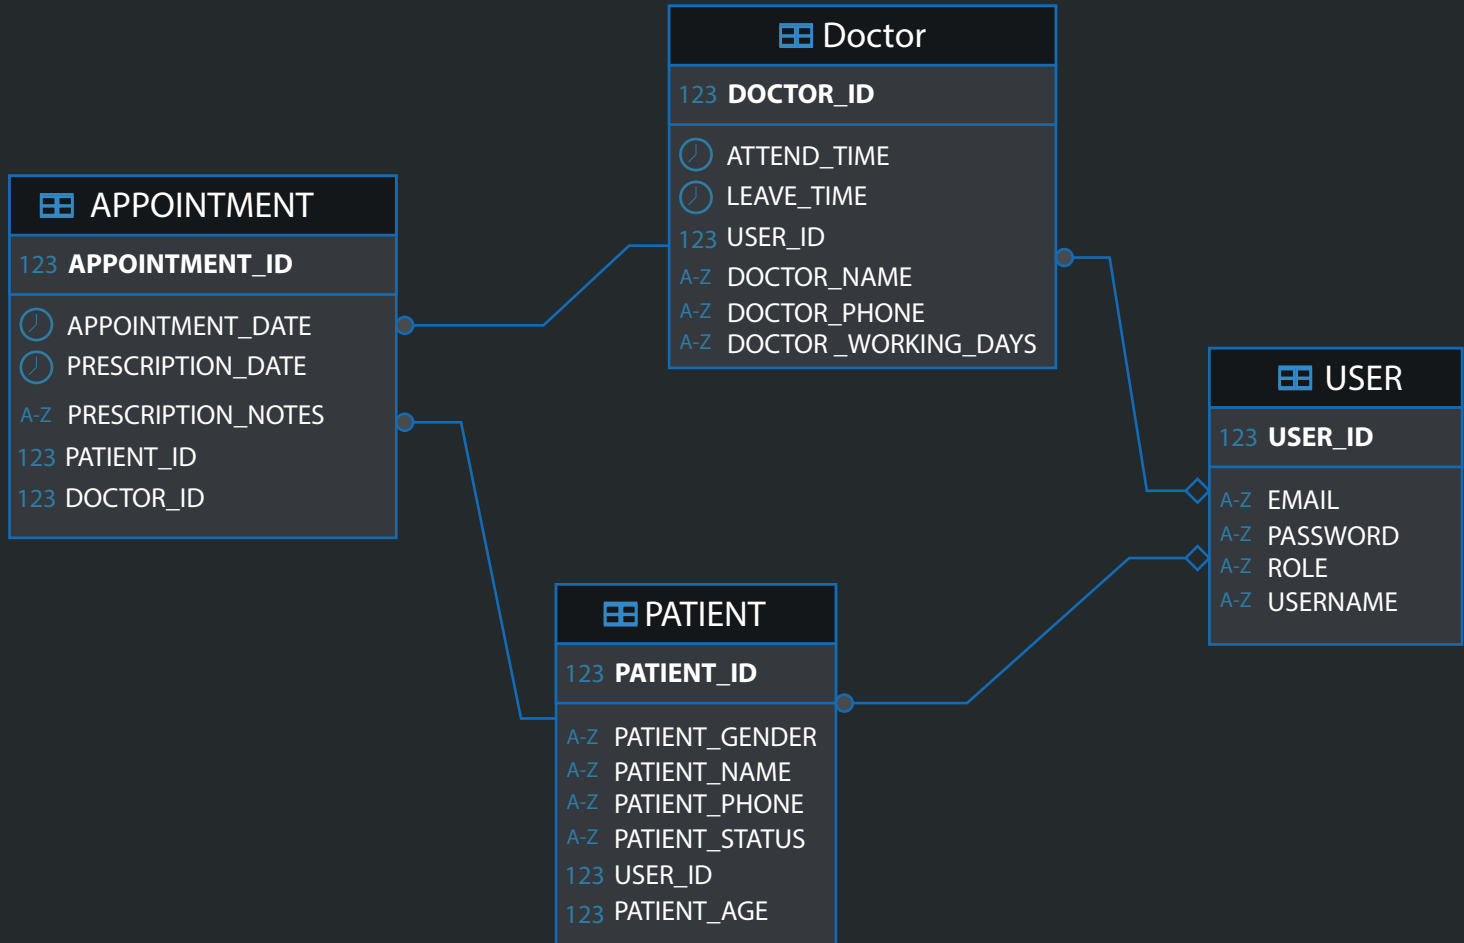 Doctor
123 DOCTOR_ID
ATTEND_TIME
LEAVE_TIME
123 USER_ID
A-Z DOCTOR_NAME
A-Z DOCTOR_PHONE
A-Z DOCTOR _WORKING_DAYS
APPOINTMENT
123 APPOINTMENT_ID
APPOINTMENT_DATE
PRESCRIPTION_DATE
A-Z PRESCRIPTION_NOTES
123 PATIENT_ID
123 DOCTOR_ID
USER
123 USER_ID
A-Z EMAIL
A-Z PASSWORD
A-Z ROLE
A-Z USERNAME
PATIENT
123 PATIENT_ID
A-Z PATIENT_GENDER
A-Z PATIENT_NAME
A-Z PATIENT_PHONE
A-Z PATIENT_STATUS
123 USER_ID
123 PATIENT_AGE